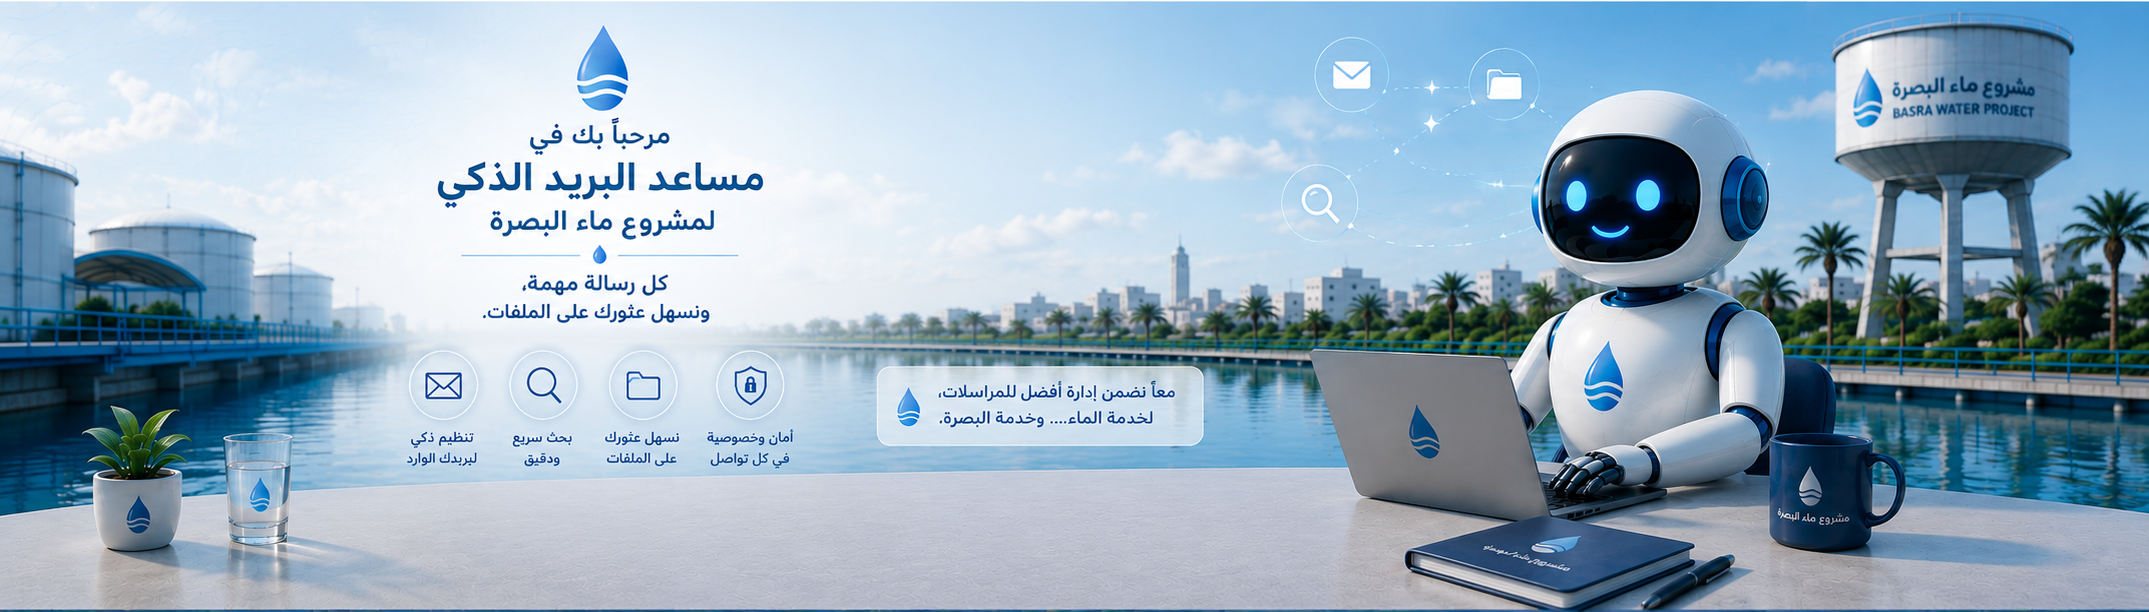 مرحباً بك في
مساعد البريد الذكي
لمشروع ماء البصرة
كل رسالة مهمة،
ونسهل عثورك على الملفات.
أمان وخصوصية
في كل تواصل
نسهل عثورك
على الملفات
بحث سريع
ودقيق
تنظيم ذكي
لبريدك الوارد
معاً نضمن إدارة أفضل للمراسلات،
لخدمة الماء.... وخدمة البصرة.
مشروع ماء البصرة
BASRA WATER PROJECT
مشروع ماء البصرة